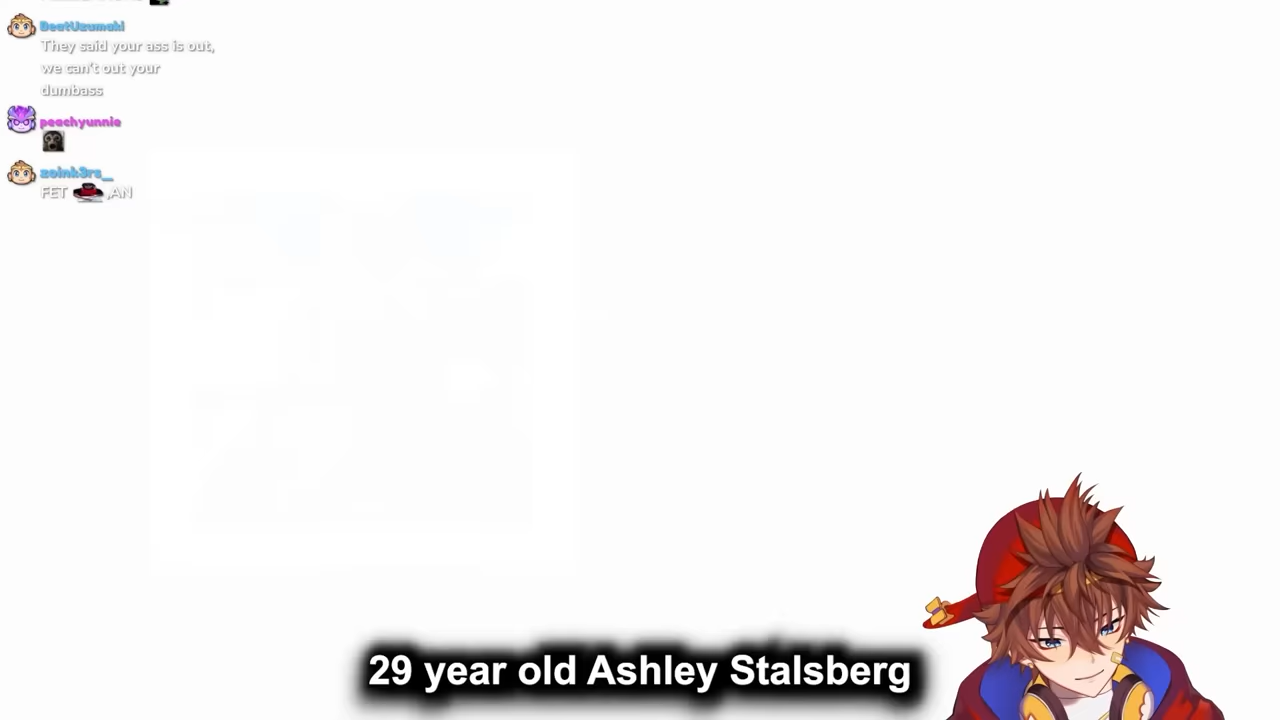 BeatUzumaki
They said your ass is out,
we can't out your
dumbass
peachyunnie
zoink3rs__
FET ,AN
29 year old Ashley Stalsberg